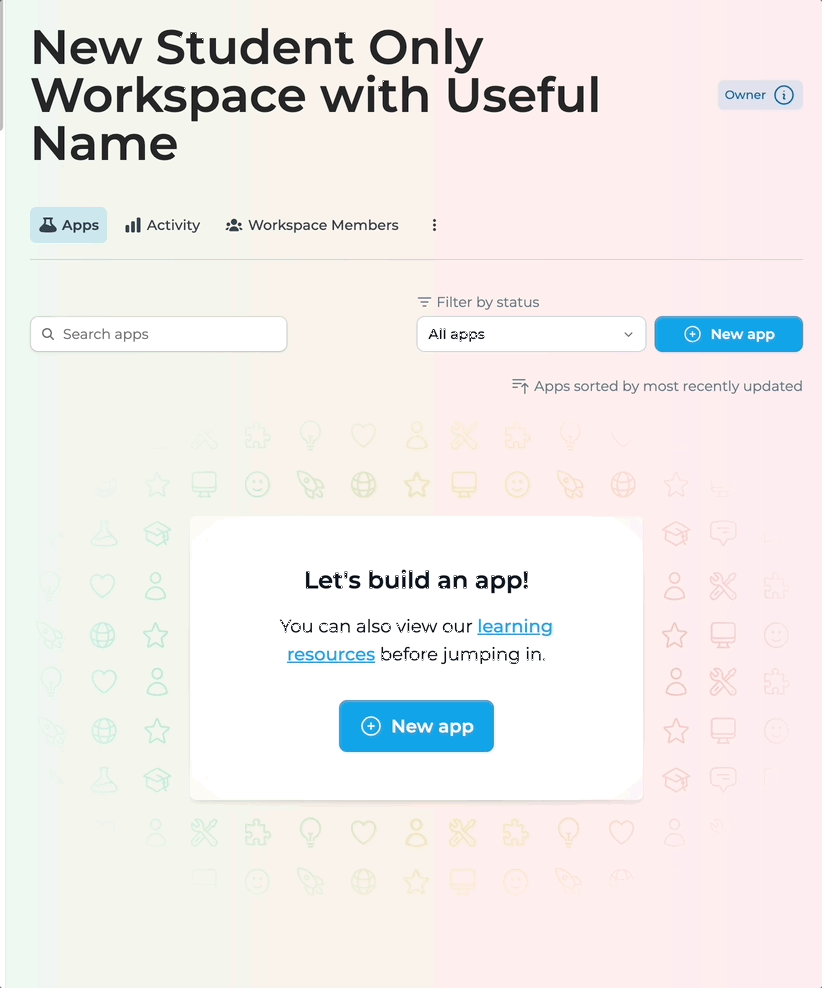 New Student Only
Workspace with Useful
Name
Owner
Apps
Activity
Workspace Members
Filter by status
Search apps
All apps
New app
Apps sorted by most recently updated
Let's build an app!
You can also view our learning
resources before jumping in.
New app